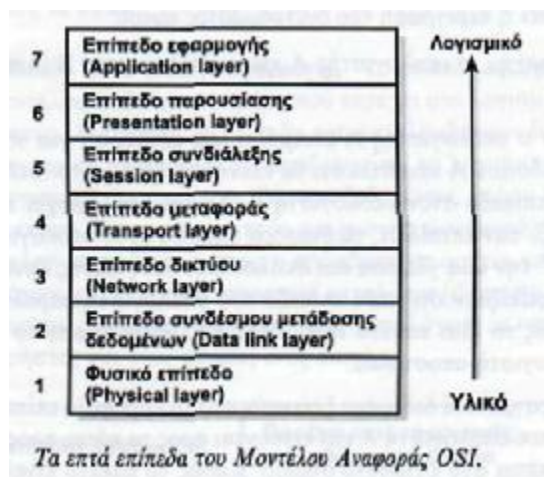 7 Επίπεδο εφαρμογής
(Application layer)
6 Επίπεδο παρουσίασης
(Presentation layer)
5 Επίπεδο συνδιάλεξης
(Session layer)
4 Επίπεδο μεταφοράς
(Transport layer)
3 Επίπεδο δικτύου
(Network layer)
2 Επίπεδο συνδέσμου μετάδοσης
δεδομένων (Data link layer)
1 Φυσικό επίπεδο
(Physical layer)
Λογισμικό
Υλικό
Τα επτά επίπεδα του Μοντέλου Αναφοράς OSI.